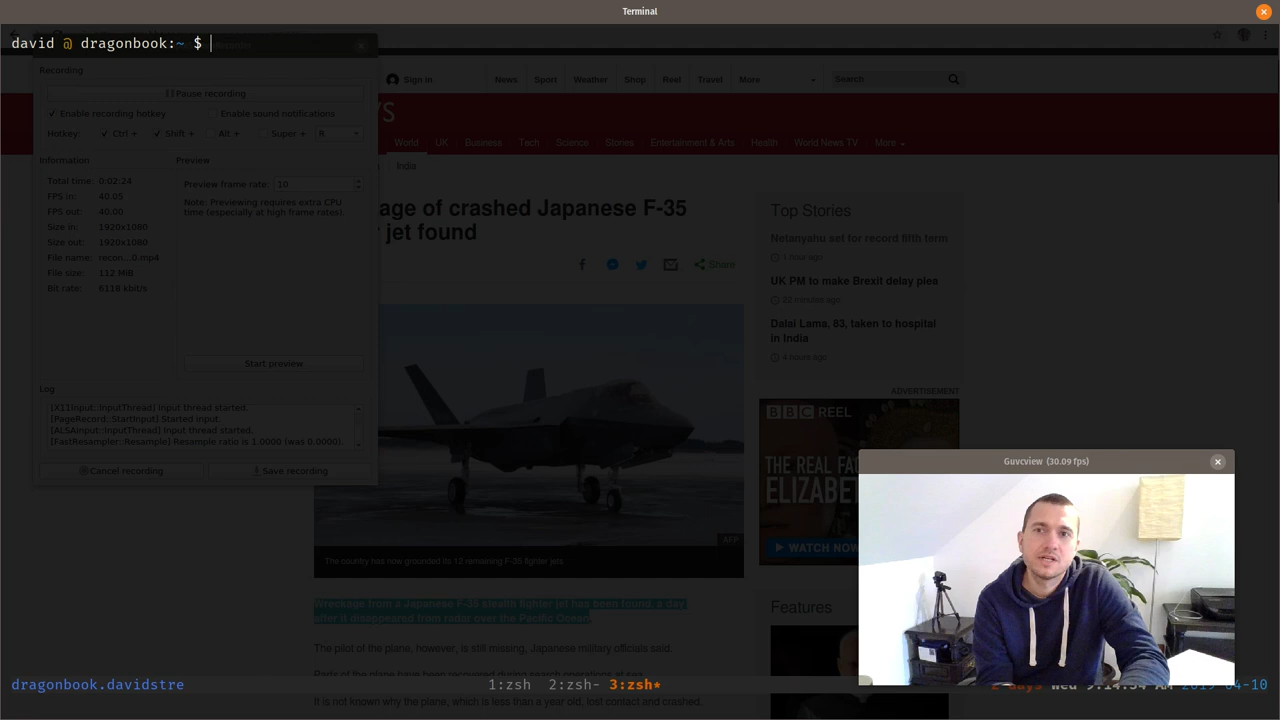 Terminal
david @ dragonbook:~ $
Recording
Pause recording
Enable recording hotkey
Enable sound notifications
Hotkey: Ctrl + Shift + Alt + Super + R
Information
Preview
Total time: 0:02:24
FPS in: 40.05
FPS out: 40.00
Size in: 1920x1080
Size out: 1920x1080
File name: recon...0.mp4
File size: 112 MiB
Bit rate: 6118 kbit/s
Preview frame rate: 10
Note: Previewing requires extra CPU
time (especially at high frame rates).
Start preview
Log
[X11Input::InputThread] Input thread started.
[PageRecord::StartInput] Started input.
[ALSAInput::InputThread] Input thread started.
[FastResampler::Resample] Resample ratio is 1.0000 (was 0.0000).
Cancel recording
Save recording
Sign in
News Sport Weather Shop Reel Travel More
Search
World UK Business Tech Science Stories Entertainment & Arts Health World News TV More
India
of crashed Japanese F-35
jet found
Share
AFP
The country has now grounded its 12 remaining F-35 fighter jets
Wreckage from a Japanese F-35 stealth fighter jet has been found, a day
after it disappeared from radar over the Pacific Ocean.
The pilot of the plane, however, is still missing, Japanese military officials said.
It is not known why the plane, which is less than a year old, lost contact and crashed.
Top Stories
Netanyahu set for record fifth term
1 hour ago
UK PM to make Brexit delay plea
22 minutes ago
Dalai Lama, 83, taken to hospital
in India
4 hours ago
ADVERTISEMENT
BBC REEL
THE REAL
WATCH NOW
Features
Guvcview (30.09 fps)
dragonbook.davidstre
1:zsh 2:zsh- 3:zsh*